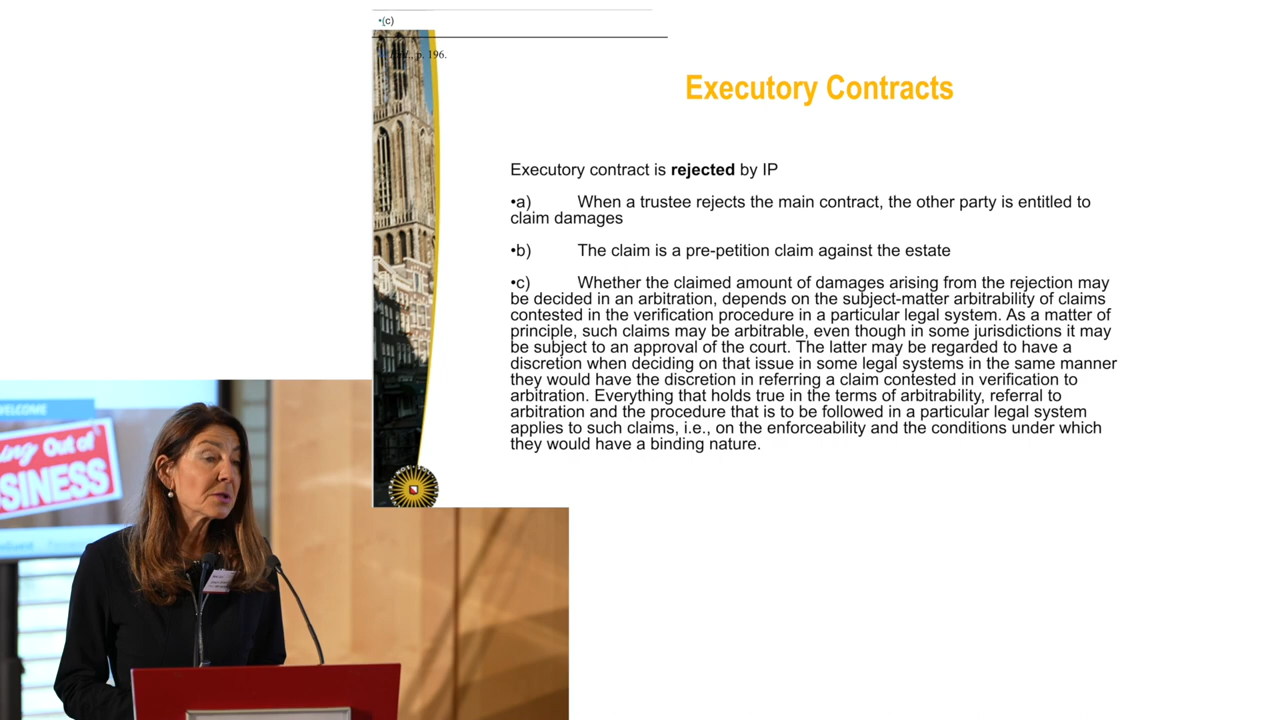 •(c)
p. 196.
Executory Contracts
Executory contract is rejected by IP
•a) When a trustee rejects the main contract, the other party is entitled to
claim damages
•b) The claim is a pre-petition claim against the estate
•c) Whether the claimed amount of damages arising from the rejection may
be decided in an arbitration, depends on the subject-matter arbitrability of claims
contested in the verification procedure in a particular legal system. As a matter of
principle, such claims may be arbitrable, even though in some jurisdictions it may
be subject to an approval of the court. The latter may be regarded to have a
discretion when deciding on that issue in some legal systems in the same manner
they would have the discretion in referring a claim contested in verification to
arbitration. Everything that holds true in the terms of arbitrability, referral to
arbitration and the procedure that is to be followed in a particular legal system
applies to such claims, i.e., on the enforceability and the conditions under which
they would have a binding nature.
WELCOME
ing Out of
SINESS